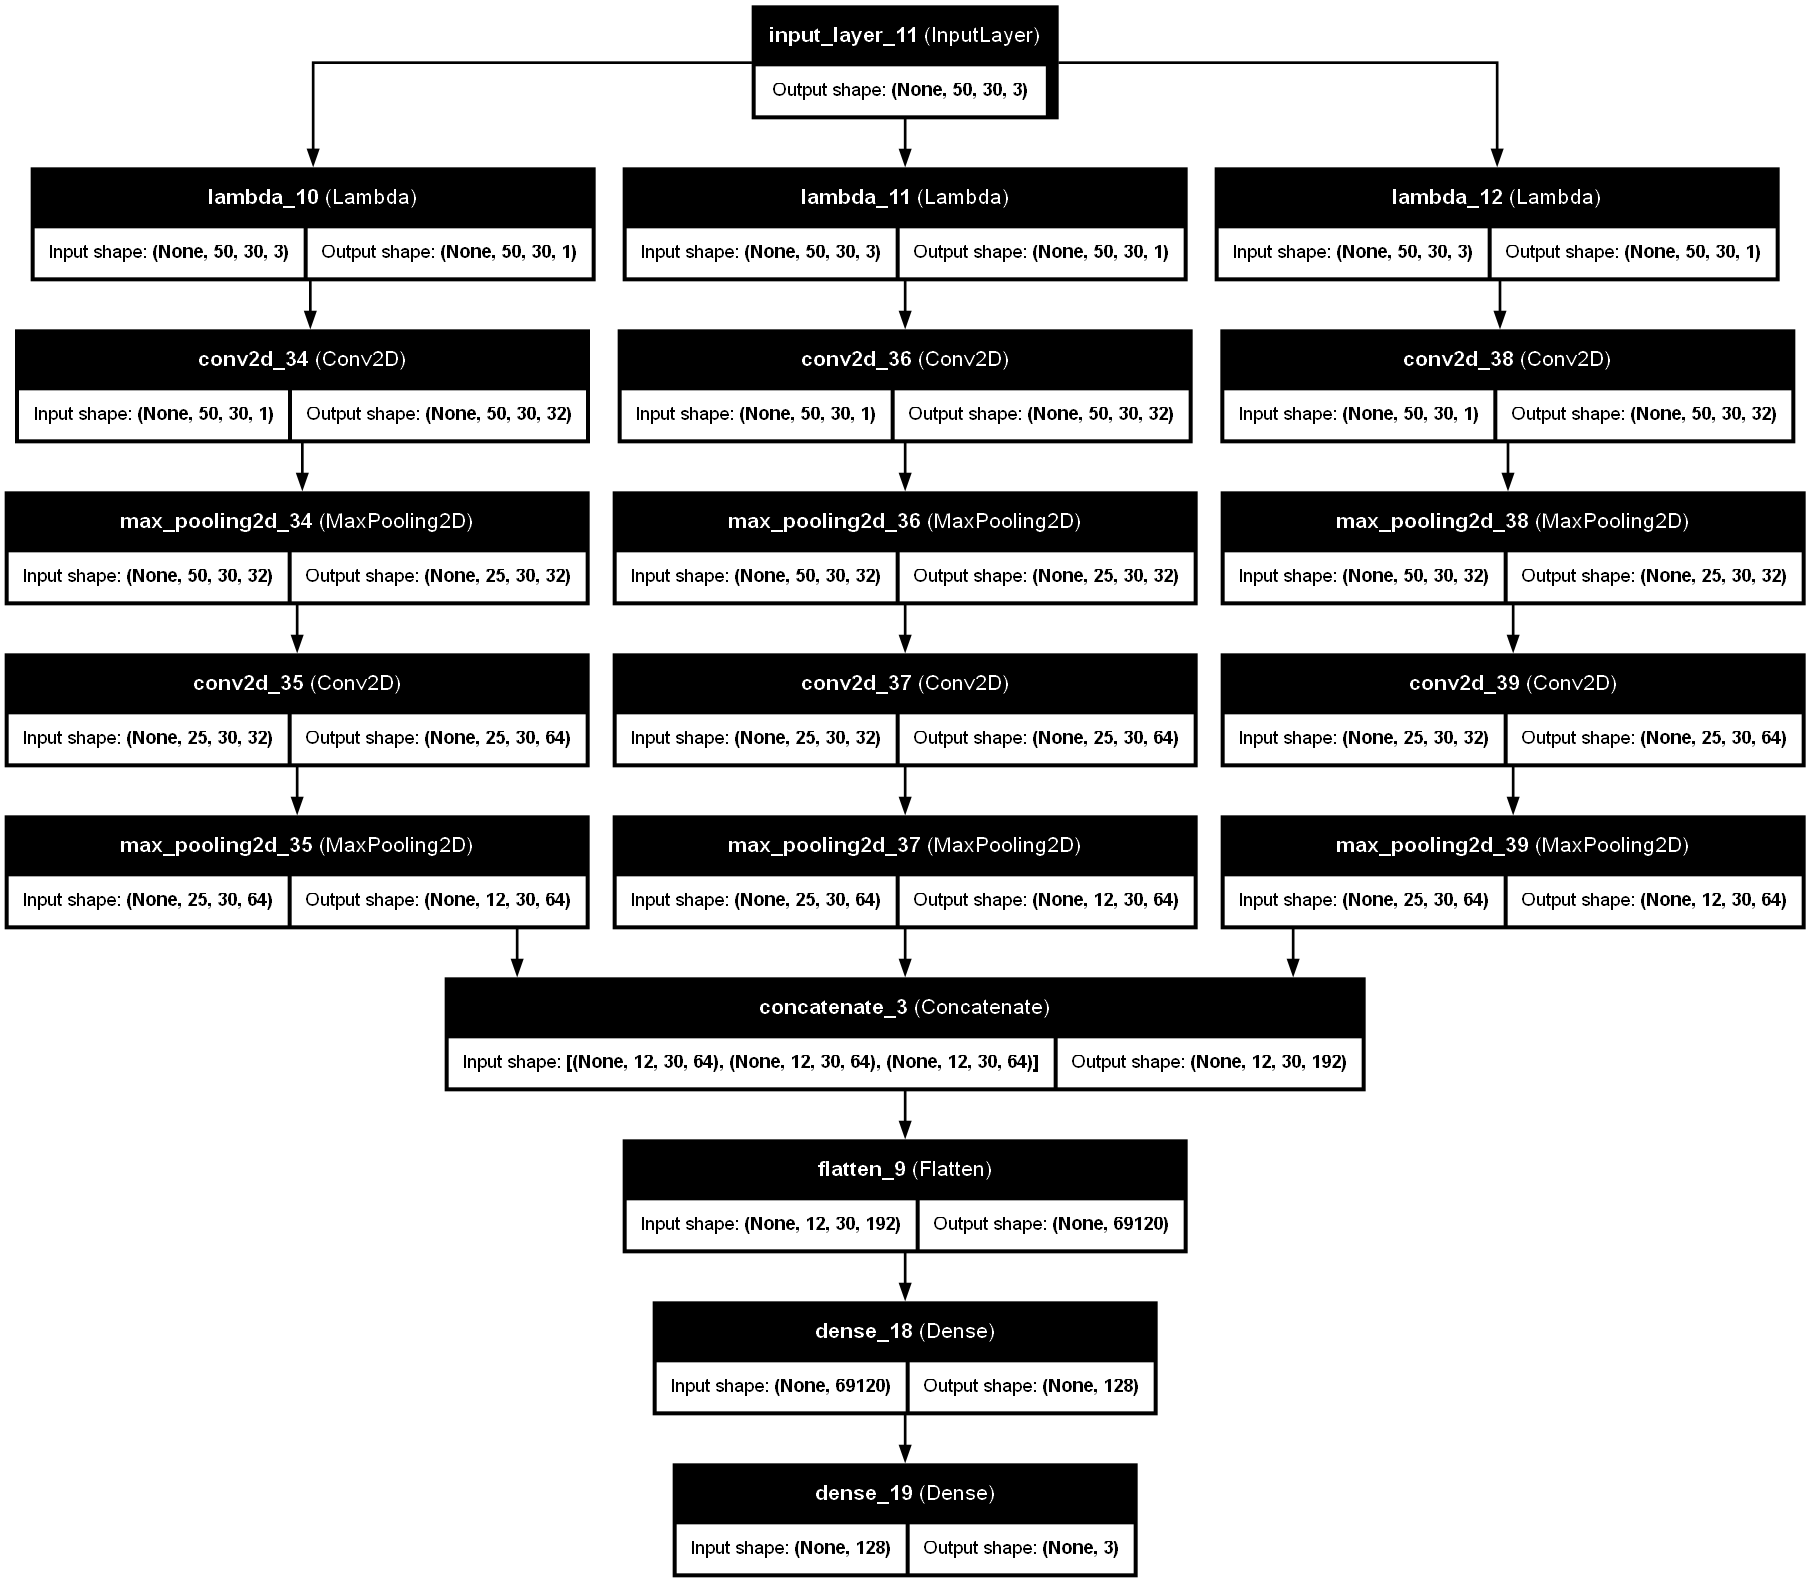 input_layer_11 (InputLayer)
Output shape: (None, 50, 30, 3)
lambda_10 (Lambda)
Input shape: (None, 50, 30, 3) Output shape: (None, 50, 30, 1)
lambda_11 (Lambda)
Input shape: (None, 50, 30, 3) Output shape: (None, 50, 30, 1)
lambda_12 (Lambda)
Input shape: (None, 50, 30, 3) Output shape: (None, 50, 30, 1)
conv2d_34 (Conv2D)
Input shape: (None, 50, 30, 1) Output shape: (None, 50, 30, 32)
conv2d_36 (Conv2D)
Input shape: (None, 50, 30, 1) Output shape: (None, 50, 30, 32)
conv2d_38 (Conv2D)
Input shape: (None, 50, 30, 1) Output shape: (None, 50, 30, 32)
max_pooling2d_34 (MaxPooling2D)
Input shape: (None, 50, 30, 32) Output shape: (None, 25, 30, 32)
max_pooling2d_36 (MaxPooling2D)
Input shape: (None, 50, 30, 32) Output shape: (None, 25, 30, 32)
max_pooling2d_38 (MaxPooling2D)
Input shape: (None, 50, 30, 32) Output shape: (None, 25, 30, 32)
conv2d_35 (Conv2D)
Input shape: (None, 25, 30, 32) Output shape: (None, 25, 30, 64)
conv2d_37 (Conv2D)
Input shape: (None, 25, 30, 32) Output shape: (None, 25, 30, 64)
conv2d_39 (Conv2D)
Input shape: (None, 25, 30, 32) Output shape: (None, 25, 30, 64)
max_pooling2d_35 (MaxPooling2D)
Input shape: (None, 25, 30, 64) Output shape: (None, 12, 30, 64)
max_pooling2d_37 (MaxPooling2D)
Input shape: (None, 25, 30, 64) Output shape: (None, 12, 30, 64)
max_pooling2d_39 (MaxPooling2D)
Input shape: (None, 25, 30, 64) Output shape: (None, 12, 30, 64)
concatenate_3 (Concatenate)
Input shape: [(None, 12, 30, 64), (None, 12, 30, 64), (None, 12, 30, 64)] Output shape: (None, 12, 30, 192)
flatten_9 (Flatten)
Input shape: (None, 12, 30, 192) Output shape: (None, 69120)
dense_18 (Dense)
Input shape: (None, 69120) Output shape: (None, 128)
dense_19 (Dense)
Input shape: (None, 128) Output shape: (None, 3)